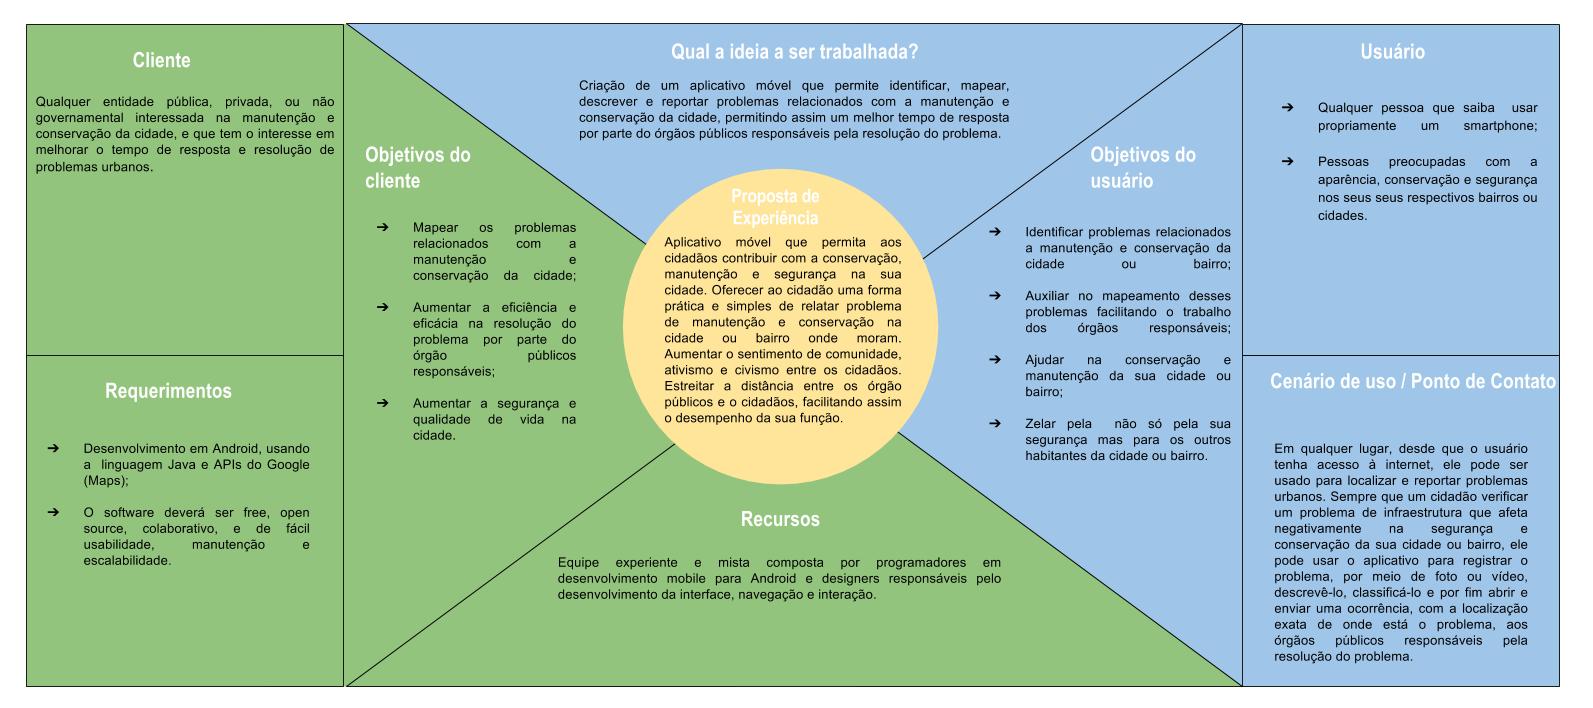 Cliente
Qualquer entidade pública, privada, ou não
governamental interessada na manutenção e
conservação da cidade, e que tem o interesse em
melhorar o tempo de resposta e resolução de
problemas urbanos.
Requerimentos
➔ Desenvolvimento em Android, usando
a linguagem Java e APIs do Google
(Maps);
➔ O software deverá ser free, open
source, colaborativo, e de fácil
usabilidade, manutenção e
escalabilidade.
Objetivos do
cliente
➔ Mapear os problemas
relacionados com a
manutenção e
conservação da cidade;
➔ Aumentar a eficiência e
eficácia na resolução do
problema por parte do
órgão públicos
responsáveis;
➔ Aumentar a segurança e
qualidade de vida na
cidade.
Qual a ideia a ser trabalhada?
Criação de um aplicativo móvel que permite identificar, mapear,
descrever e reportar problemas relacionados com a manutenção e
conservação da cidade, permitindo assim um melhor tempo de resposta
por parte do órgãos públicos responsáveis pela resolução do problema.
Proposta de
Experiência
Aplicativo móvel que permita aos
cidadãos contribuir com a conservação,
manutenção e segurança na sua
cidade. Oferecer ao cidadão uma forma
prática e simples de relatar problema
de manutenção e conservação na
cidade ou bairro onde moram.
Aumentar o sentimento de comunidade,
ativismo e civismo entre os cidadãos.
Estreitar a distância entre os órgão
públicos e o cidadãos, facilitando assim
o desempenho da sua função.
Recursos
Equipe experiente e mista composta por programadores em
desenvolvimento mobile para Android e designers responsáveis pelo
desenvolvimento da interface, navegação e interação.
Objetivos do
usuário
➔ Identificar problemas relacionados
a manutenção e conservação da
cidade ou bairro;
➔ Auxiliar no mapeamento desses
problemas facilitando o trabalho
dos órgãos responsáveis;
➔ Ajudar na conservação e
manutenção da sua cidade ou
bairro;
➔ Zelar pela não só pela sua
segurança mas para os outros
habitantes da cidade ou bairro.
Usuário
➔ Qualquer pessoa que saiba usar
propriamente um smartphone;
➔ Pessoas preocupadas com a
aparência, conservação e segurança
nos seus seus respectivos bairros ou
cidades.
Cenário de uso / Ponto de Contato
Em qualquer lugar, desde que o usuário
tenha acesso à internet, ele pode ser
usado para localizar e reportar problemas
urbanos. Sempre que um cidadão verificar
um problema de infraestrutura que afeta
negativamente na segurança e
conservação da sua cidade ou bairro, ele
pode usar o aplicativo para registrar o
problema, por meio de foto ou vídeo,
descrevê-lo, classificá-lo e por fim abrir e
enviar uma ocorrência, com a localização
exata de onde está o problema, aos
órgãos públicos responsáveis pela
resolução do problema.